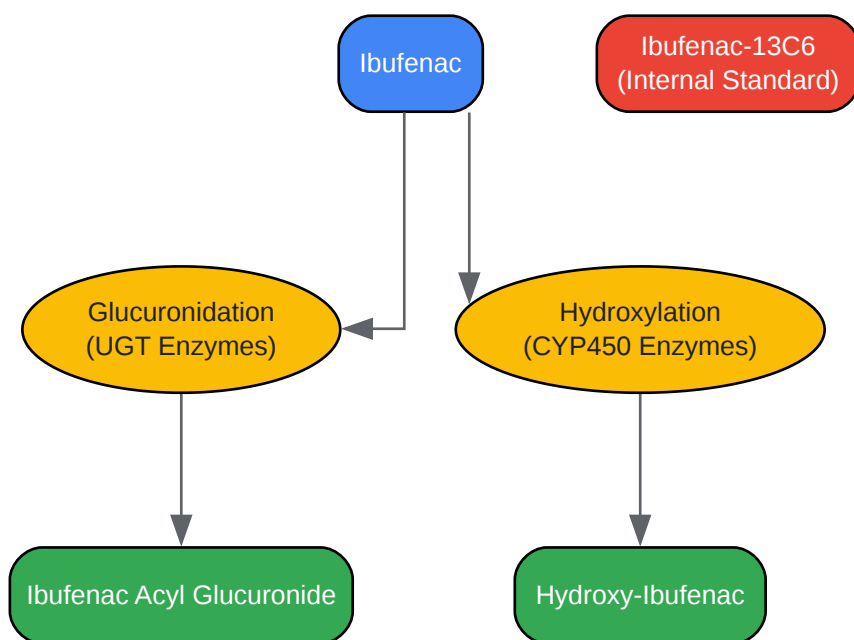 Ibufenac
Ibufenac-13C6
(Internal Standard)
Glucuronidation
(UGT Enzymes)
Hydroxylation
(CYP450 Enzymes)
Ibufenac Acyl Glucuronide
Hydroxy-Ibufenac